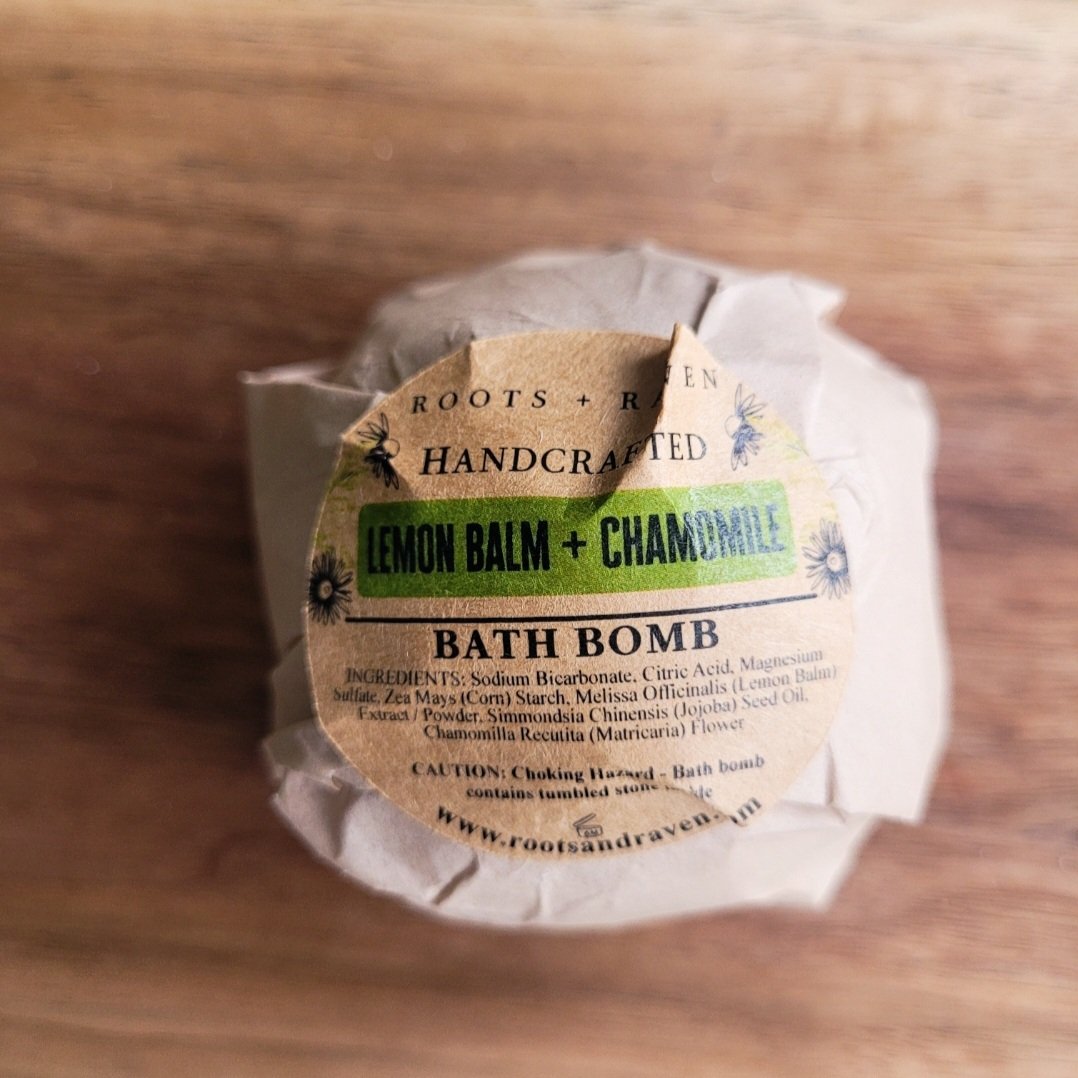 ROOTS + RAVEN
HANDCRAFTED
LEMON BALM + CHAMOMILE
BATH BOMB
INGREDIENTS: Sodium Bicarbonate, Citric Acid, Magnesium
Sulfate, Zea Mays (Corn) Starch, Melissa Officinalis (Lemon Balm)
Extract / Powder, Simmondsia Chinensis (Jojoba) Seed Oil,
Chamomilla Recutita (Matricaria) Flower
CAUTION: Choking Hazard - Bath bomb
contains tumbled stone
www.rootsandraven.